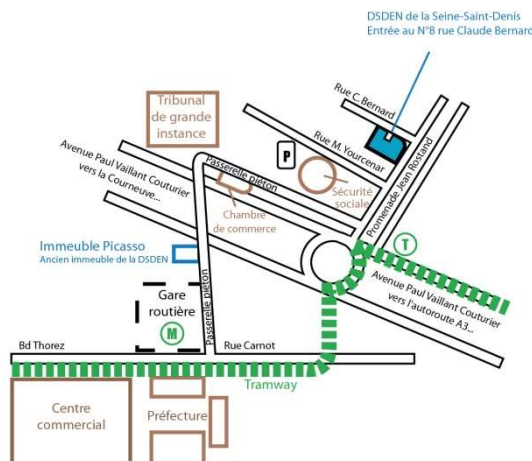 DSDEN de la Seine-Saint-Denis
Entrée au N°8 rue Claude Bernard
Rue C. Bernard
Tribunal
de grande
instance
Rue M. Yourcenar
P
Avenue Paul Vaillant Couturier
vers la Courneuve...
Passerelle piéton
Promenade Jean Rostand
Sécurité
sociale
Chambre
de commerce
T
Immeuble Picasso
Ancien immeuble de la DSDEN
Avenue Paul Vaillant Couturier
vers l'autoroute A3...
Passerelle piéton
Gare
routière
M
Bd Thorez
Rue Carnot
Tramway
Centre
commercial
Préfecture